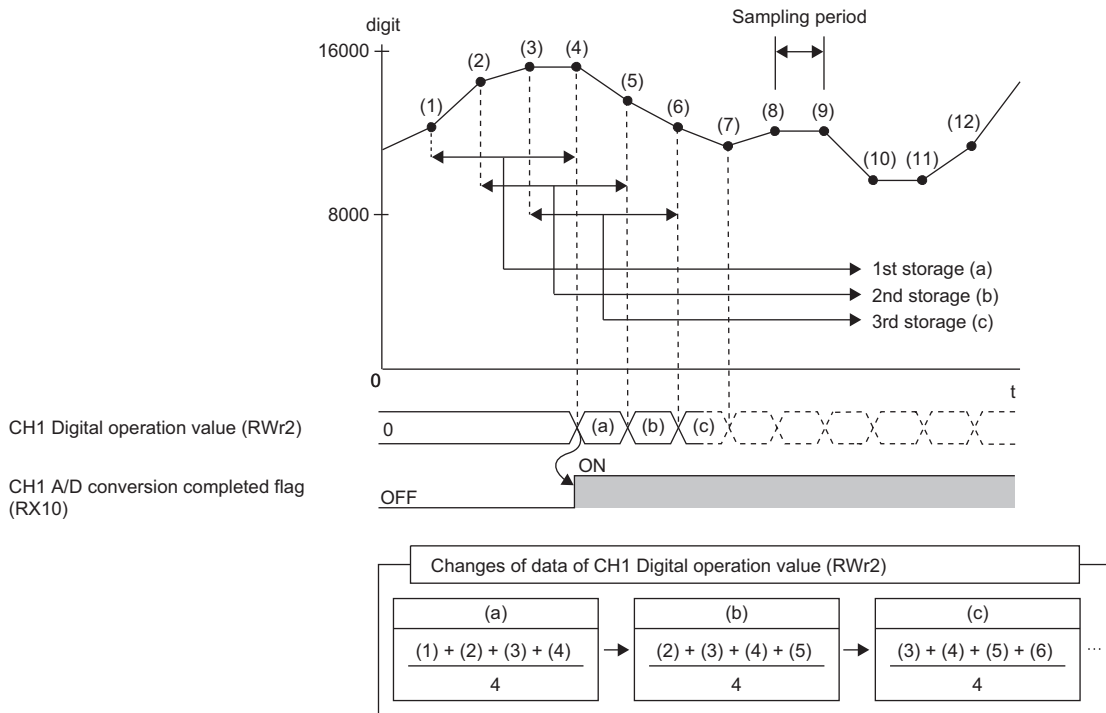 digit
Sampling period
16000
(1)
(2)
(3)
(4)
(5)
(6)
(7)
(8)
(9)
(10)
(11)
(12)
8000
1st storage (a)
2nd storage (b)
3rd storage (c)
0
t
CH1 Digital operation value (RWr2)
0
(a)
(b)
(c)
CH1 A/D conversion completed flag
(RX10)
OFF
ON
Changes of data of CH1 Digital operation value (RWr2)
(a)
(1) + (2) + (3) + (4)
4
(b)
(2) + (3) + (4) + (5)
4
(c)
(3) + (4) + (5) + (6)
4
...